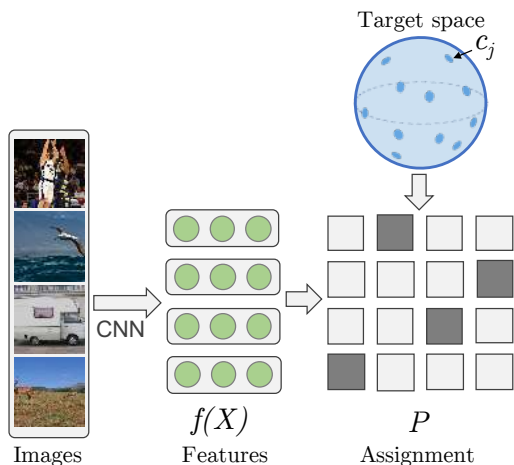 Target space
c_j
CNN
f(X)
P
Images
Features
Assignment